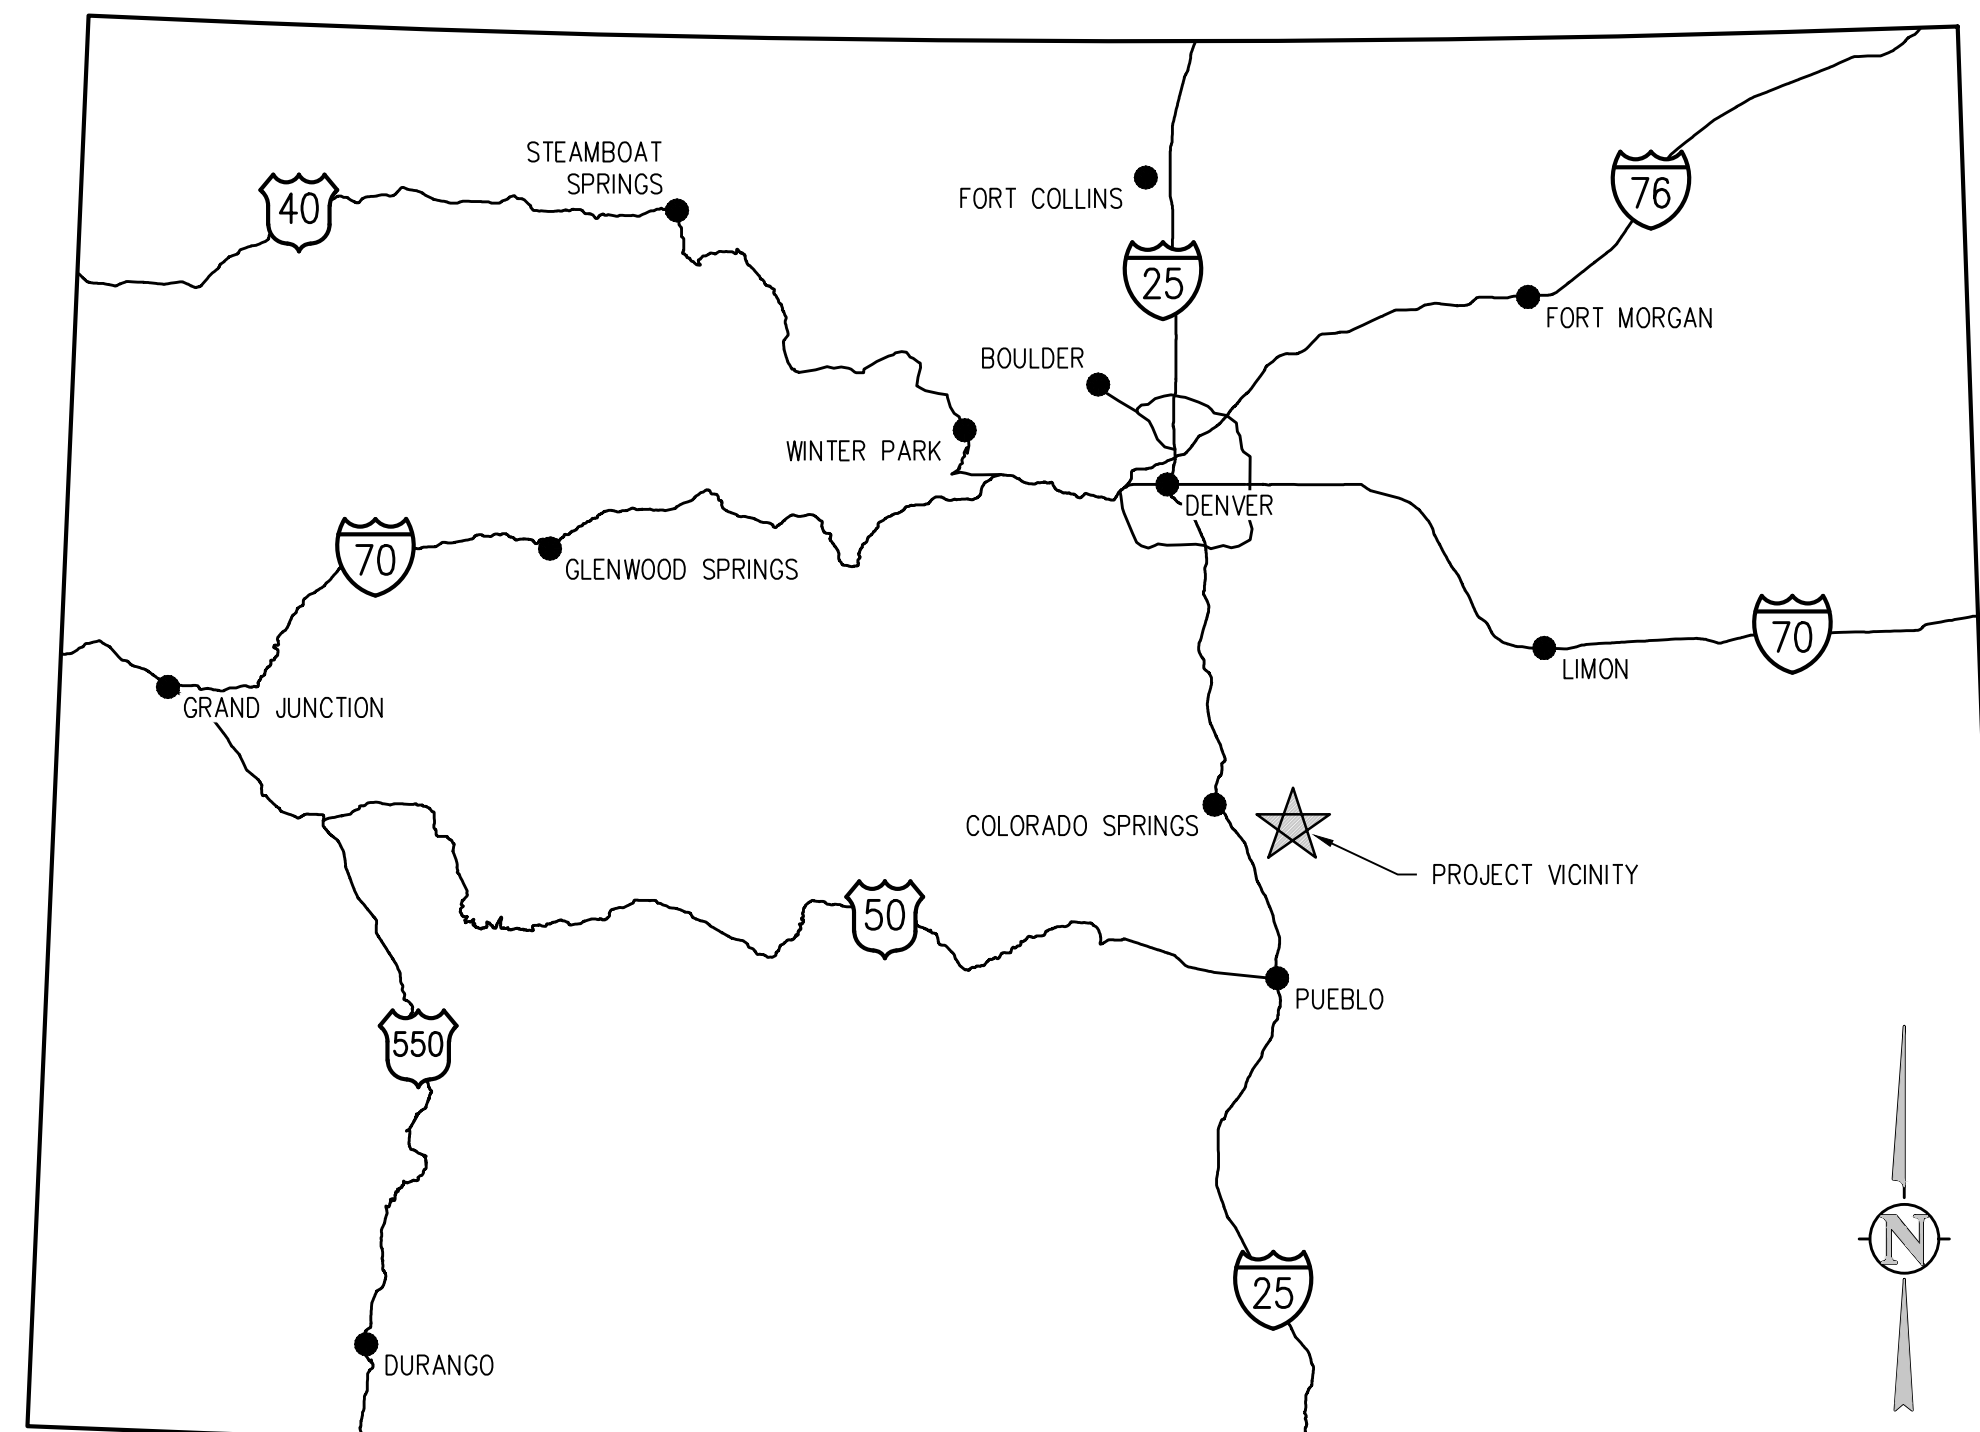 STEAMBOAT
SPRINGS
40
FORT COLLINS
76
25
FORT MORGAN
BOULDER
WINTER PARK
DENVER
70
GLENWOOD SPRINGS
70
LIMON
GRAND JUNCTION
COLORADO SPRINGS
PROJECT VICINITY
50
PUEBLO
550
N
25
DURANGO